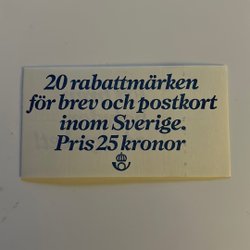 20 rabattmärken
för brev och postkort
inom Sverige.
Pris 25 kronor